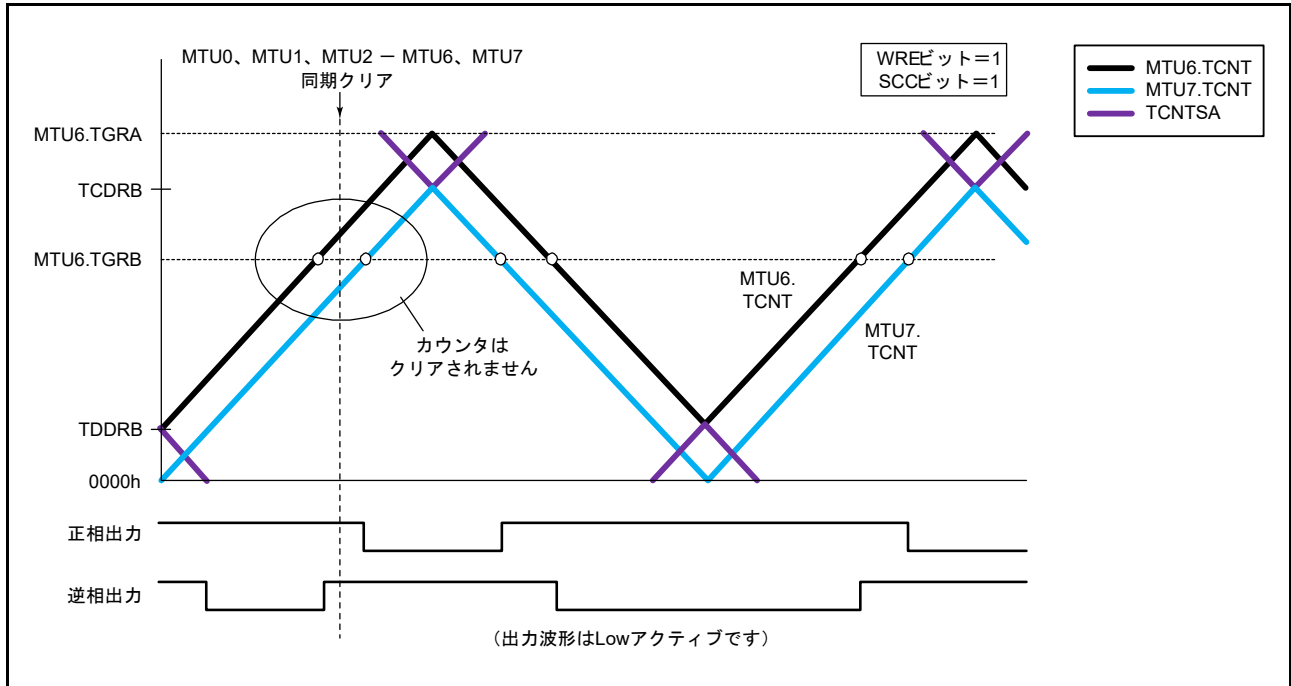 MTU0、MTU1、MTU2 － MTU6、MTU7
同期クリア
WREビット＝1
SCCビット＝1
MTU6.TCNT
MTU7.TCNT
TCNTSA
MTU6.TGRA
TCDRB
MTU6.TGRB
TDDRB
0000h
カウンタは
クリアされません
MTU6.
TCNT
MTU7.
TCNT
正相出力
逆相出力
（出力波形はLowアクティブです）